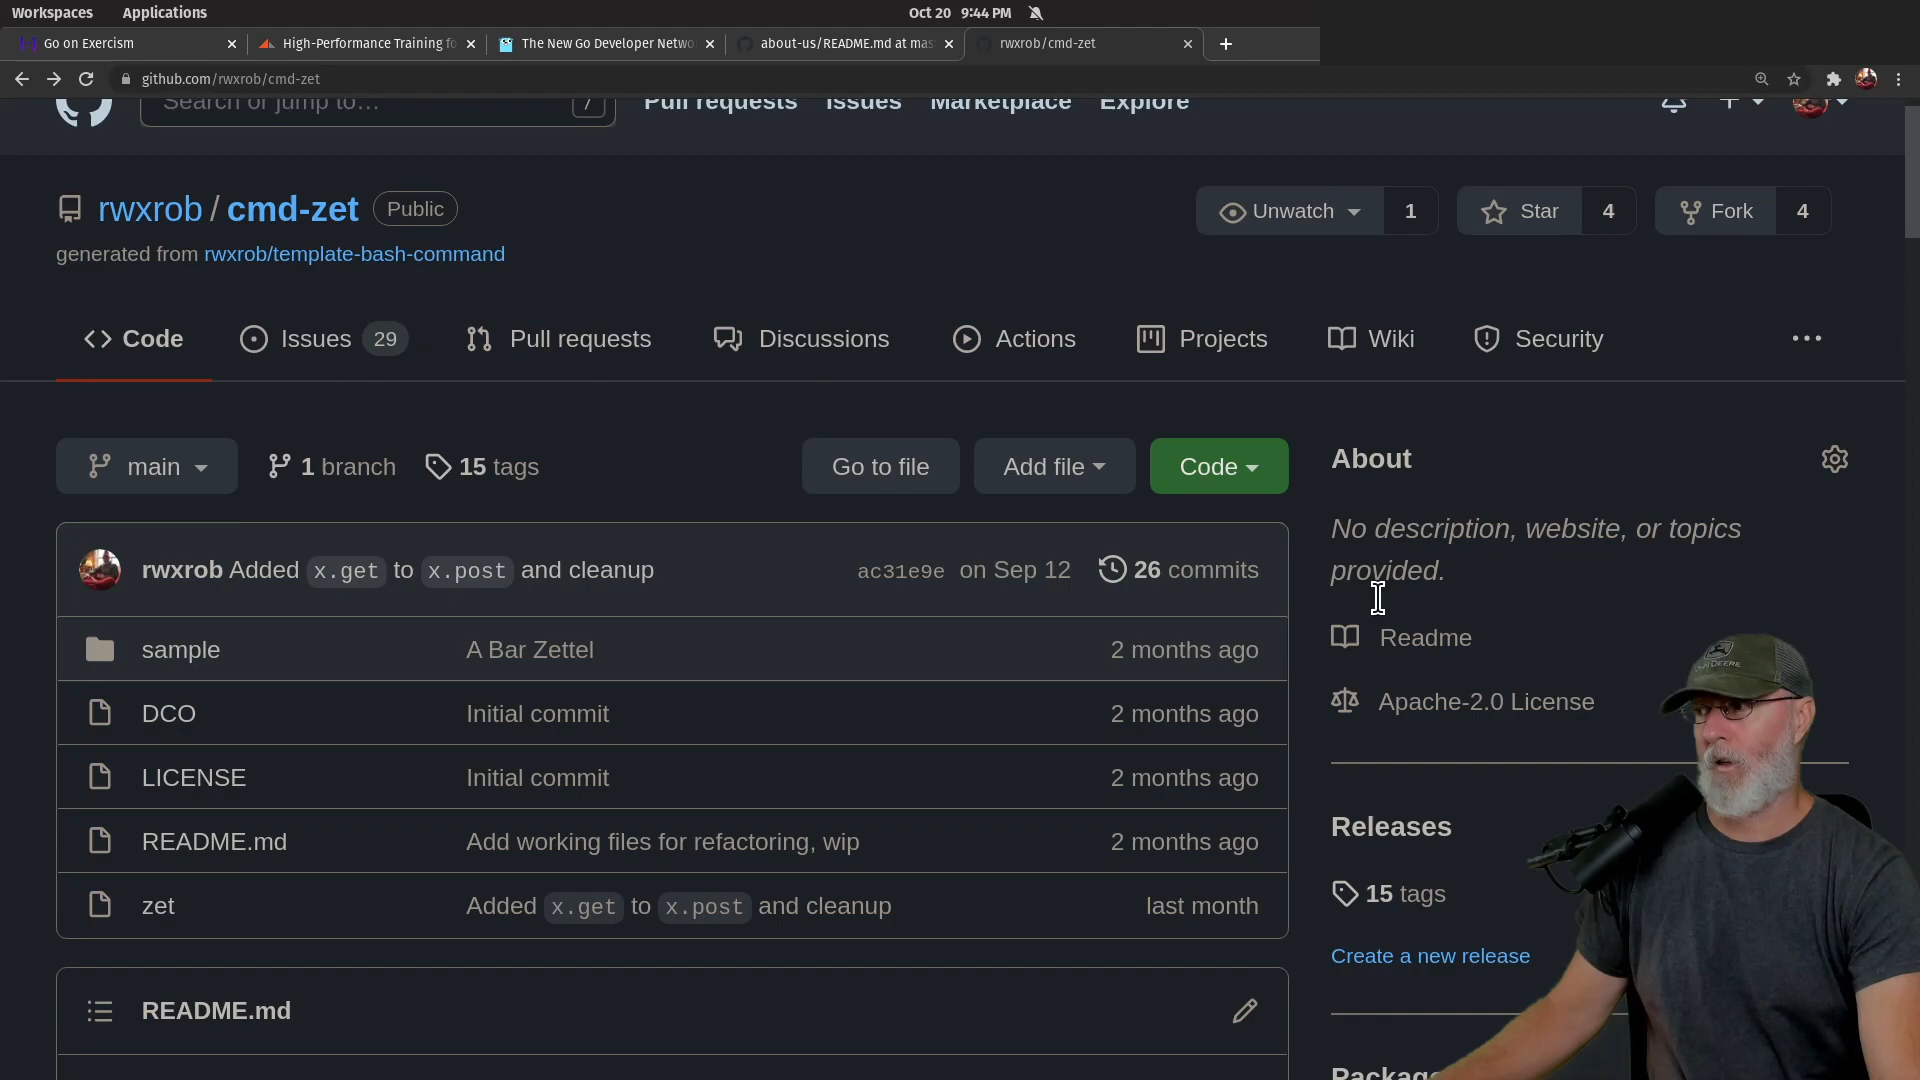 Workspaces Applications Oct 20 9:44 PM
Go on Exercism High-Performance Training fo The New Go Developer Netwo about-us/README.md at mas rwxrob/cmd-zet
github.com/rwxrob/cmd-zet
Search or jump to... / Pull requests Issues Marketplace Explore
rwxrob / cmd-zet Public Unwatch 1 Star 4 Fork 4
generated from rwxrob/template-bash-command
Code Issues 29 Pull requests Discussions Actions Projects Wiki Security
main 1 branch 15 tags Go to file Add file Code
About
No description, website, or topics
provided.
rwxrob Added x.get to x.post and cleanup ac31e9e on Sep 12 26 commits
sample A Bar Zettel 2 months ago
DCO Initial commit 2 months ago
LICENSE Initial commit 2 months ago
README.md Add working files for refactoring, wip 2 months ago
zet Added x.get to x.post and cleanup last month
Readme
Apache-2.0 License
JOHN DEERE
Releases
15 tags
Create a new release
README.md